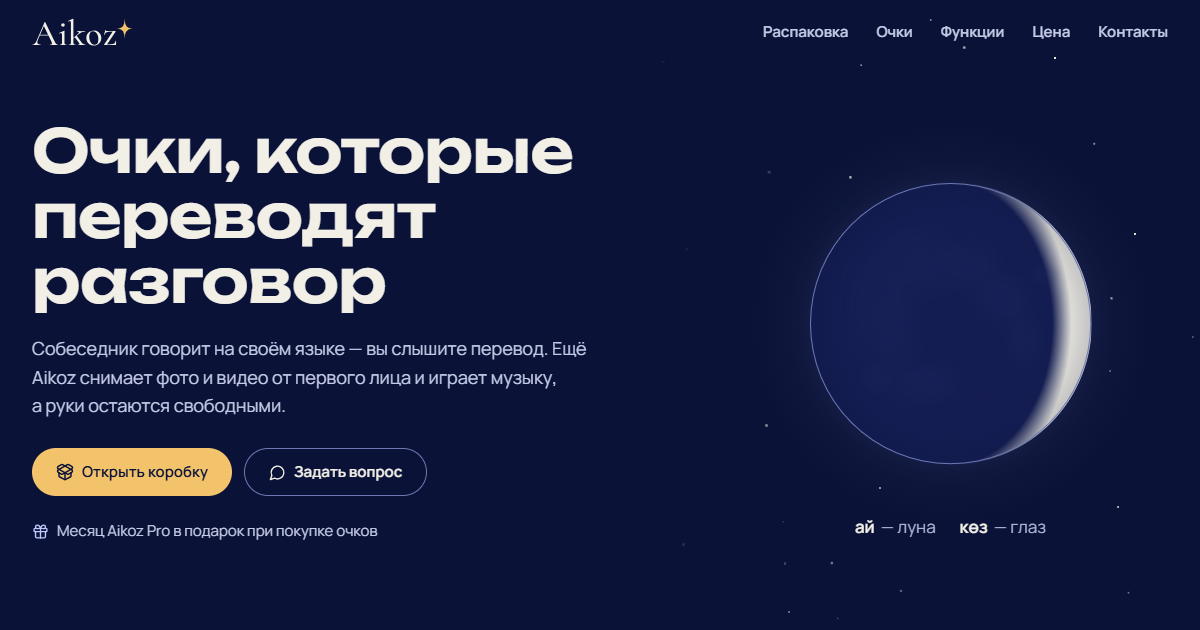 Aikoz
Распаковка Очки Функции Цена Контакты
Очки, которые
переводят
разговор
Собеседник говорит на своём языке — вы слышите перевод. Ещё
Aikoz снимает фото и видео от первого лица и играет музыку,
а руки остаются свободными.
Открыть коробку Задать вопрос
Месяц Aikoz Pro в подарок при покупке очков
ай — луна көз — глаз